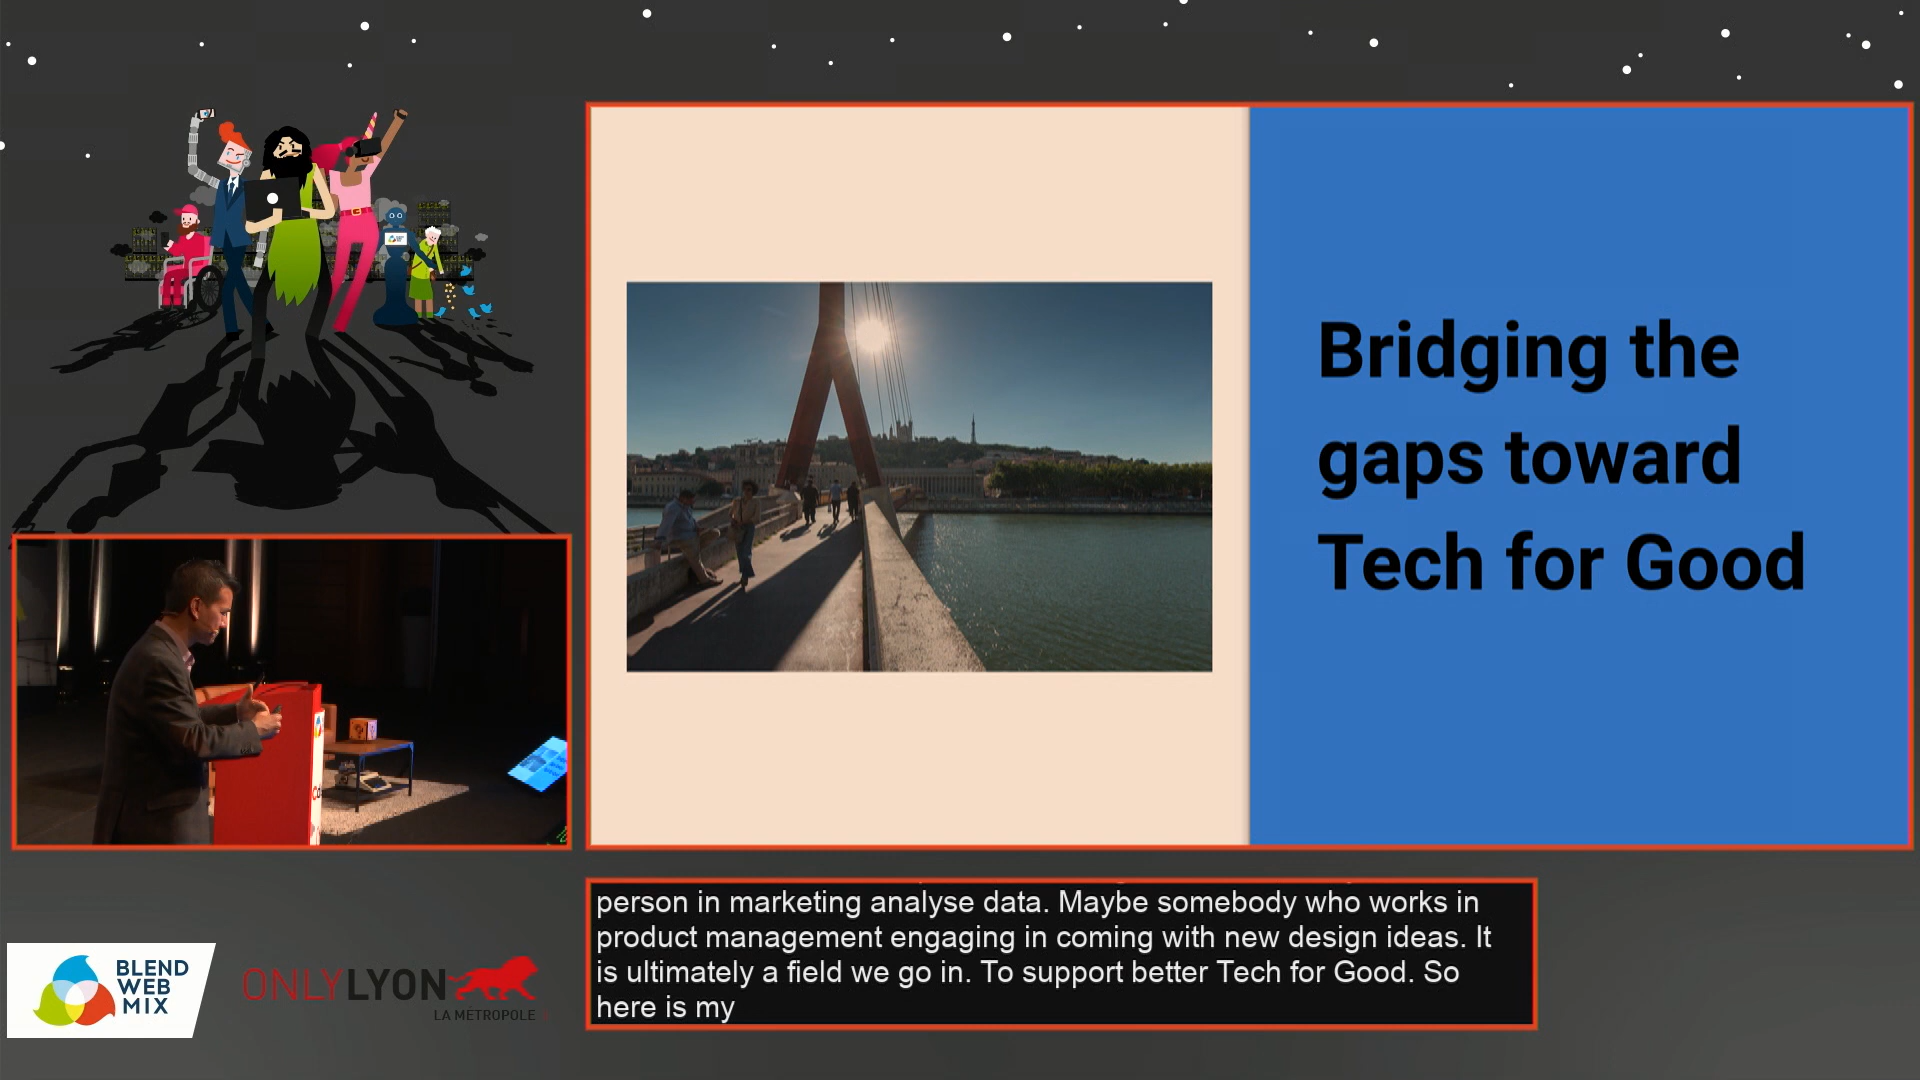 Bridging the
gaps toward
Tech for Good
person in marketing analyse data. Maybe somebody who works in
product management engaging in coming with new design ideas. It
is ultimately a field we go in. To support better Tech for Good. So
here is my
BLEND
WEB
MIX
ONLYLYON
LA MÉTROPOLE